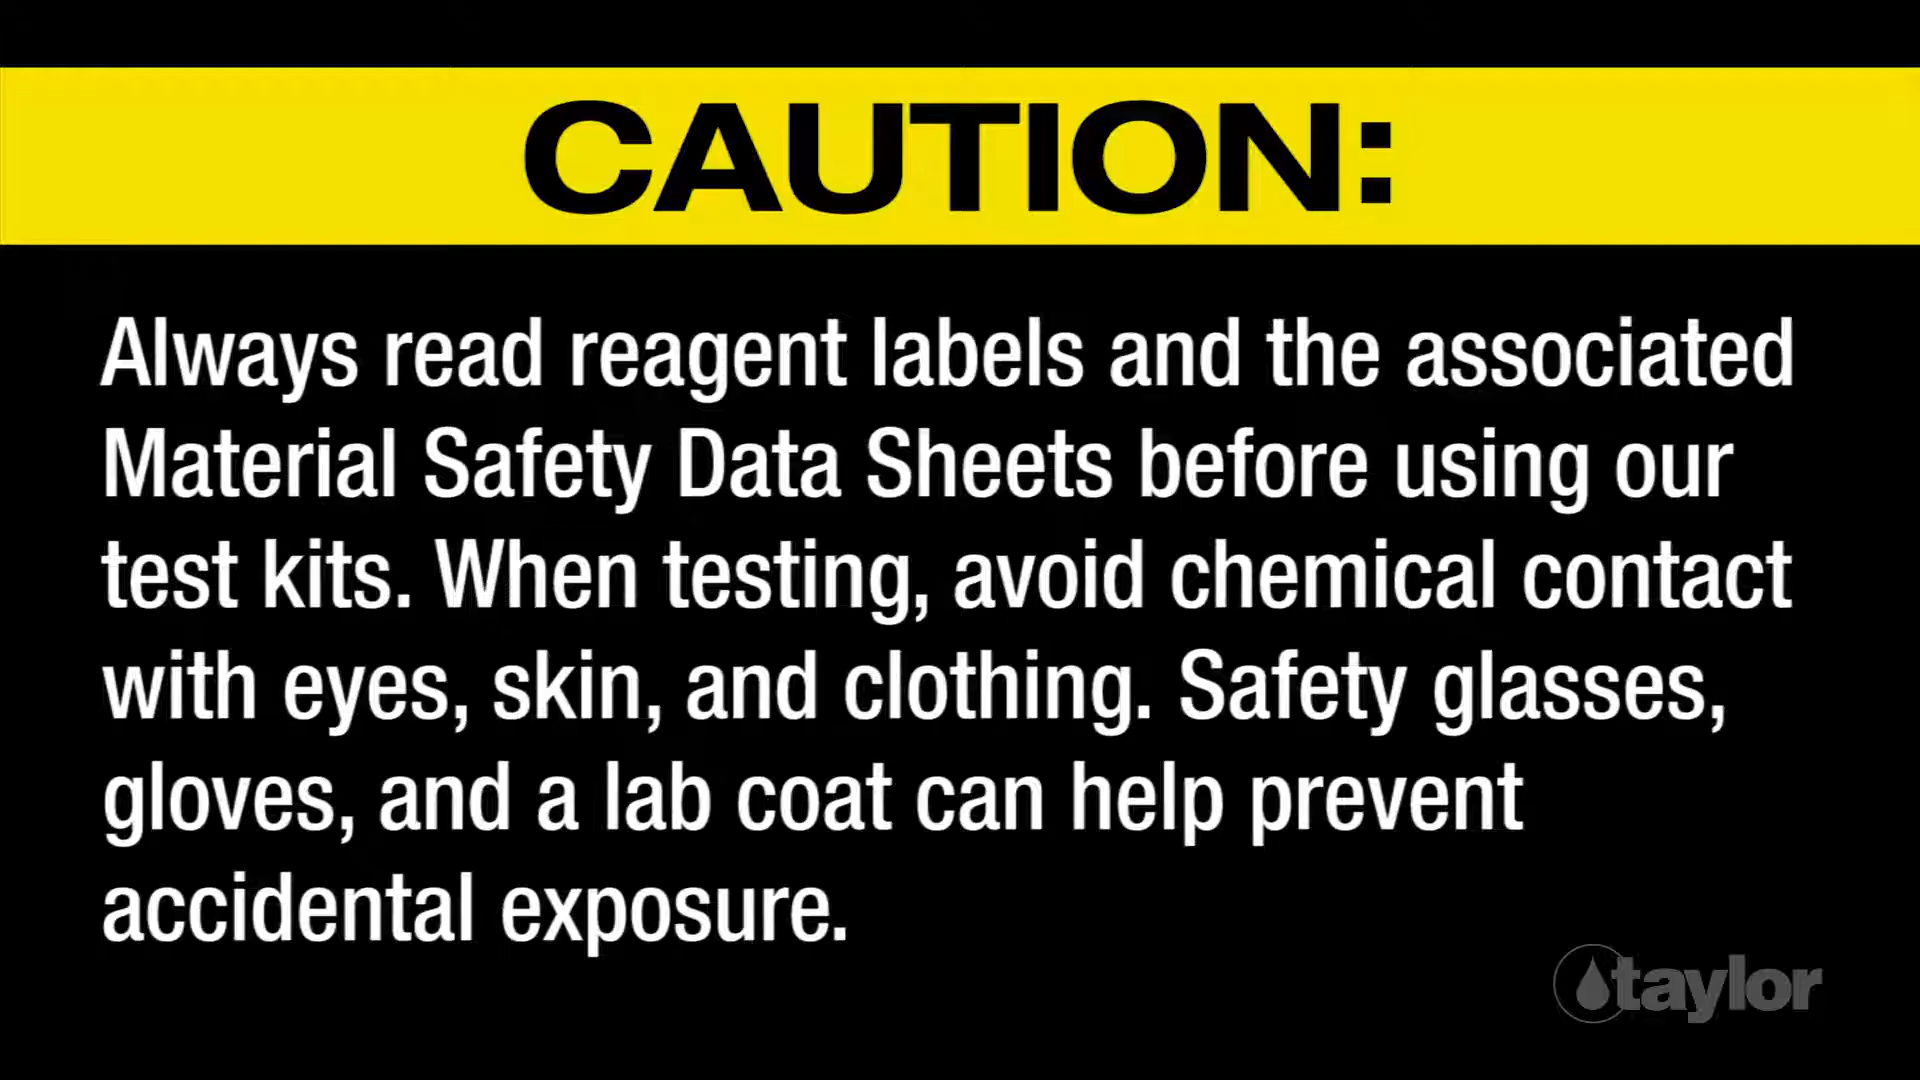 CAUTION:
Always read reagent labels and the associated
Material Safety Data Sheets before using our
test kits. When testing, avoid chemical contact
with eyes, skin, and clothing. Safety glasses,
gloves, and a lab coat can help prevent
accidental exposure.
taylor